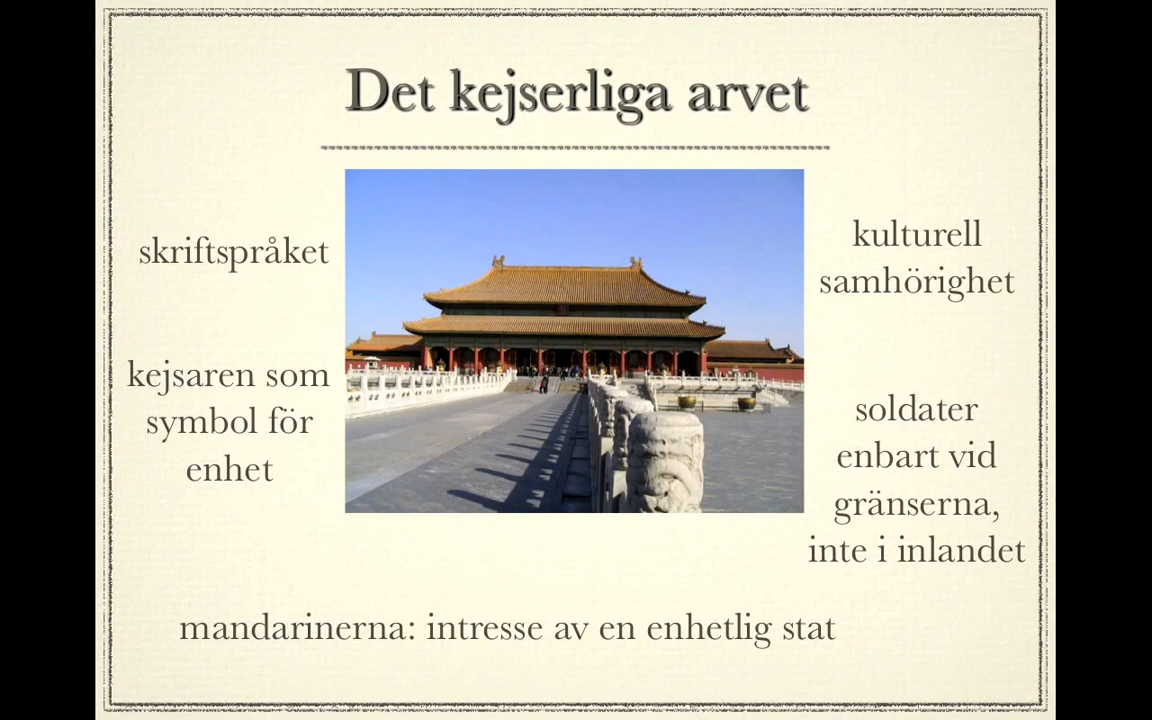 Det kejserliga arvet
skriftspråket
kejsaren som
symbol för
enhet
kulturell
samhörighet
soldater
enbart vid
gränserna,
inte i inlandet
mandarinerna: intresse av en enhetlig stat